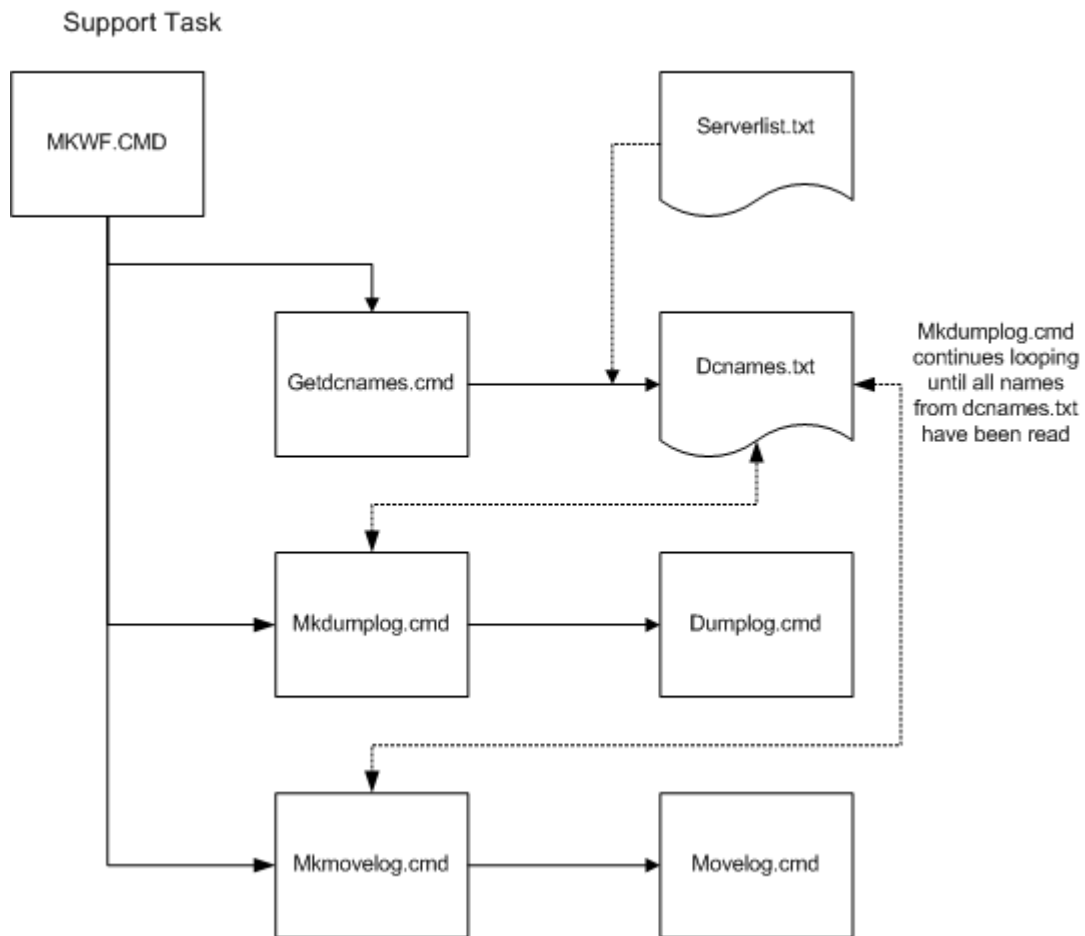 Support Task
MKWF.CMD
Serverlist.txt
Getdcnames.cmd
Dcnames.txt
Mkdumplog.cmd
continues looping
until all names
from dcnames.txt
have been read
Mkdumplog.cmd
Dumplog.cmd
Mkmovelog.cmd
Movelog.cmd